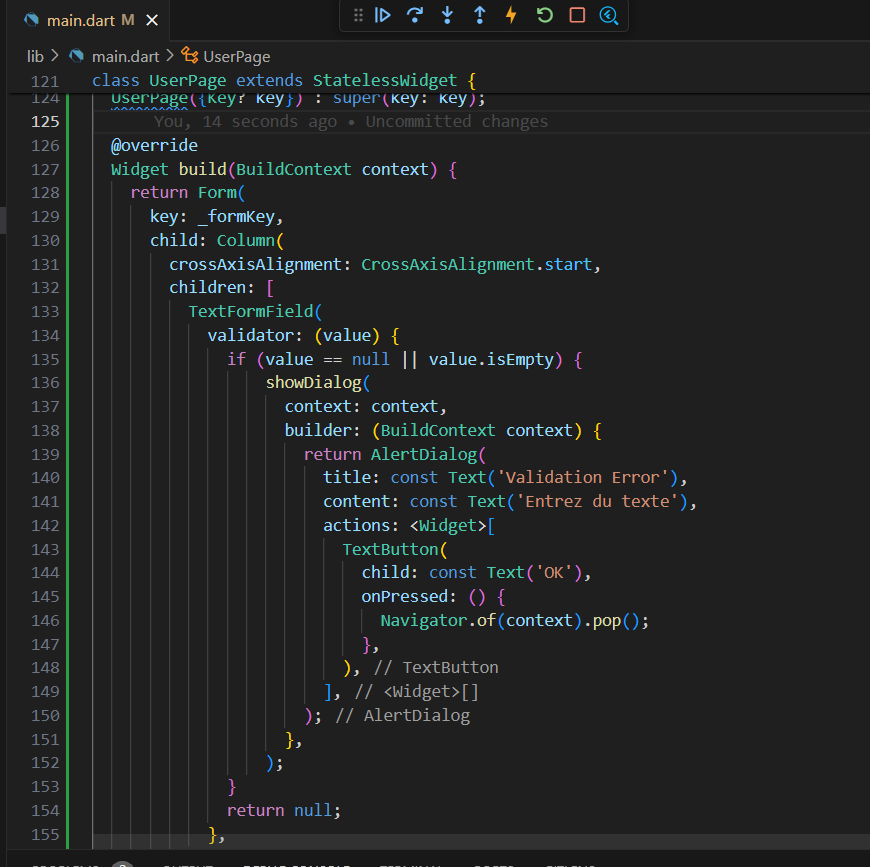 main.dart M
lib > main.dart > UserPage
121 class UserPage extends StatelessWidget {
124 UserPage({Key? key}) : super(key: key);
125 You, 14 seconds ago • Uncommitted changes
126 @override
127 Widget build(BuildContext context) {
128 return Form(
129 key: _formKey,
130 child: Column(
131 crossAxisAlignment: CrossAxisAlignment.start,
132 children: [
133 TextFormField(
134 validator: (value) {
135 if (value == null || value.isEmpty) {
136 showDialog(
137 context: context,
138 builder: (BuildContext context) {
139 return AlertDialog(
140 title: const Text('Validation Error'),
141 content: const Text('Entrez du texte'),
142 actions: <Widget>[
143 TextButton(
144 child: const Text('OK'),
145 onPressed: () {
146 Navigator.of(context).pop();
147 },
148 ), // TextButton
149 ], // <Widget>[]
150 ); // AlertDialog
151 },
152 );
153 }
154 return null;
155 },